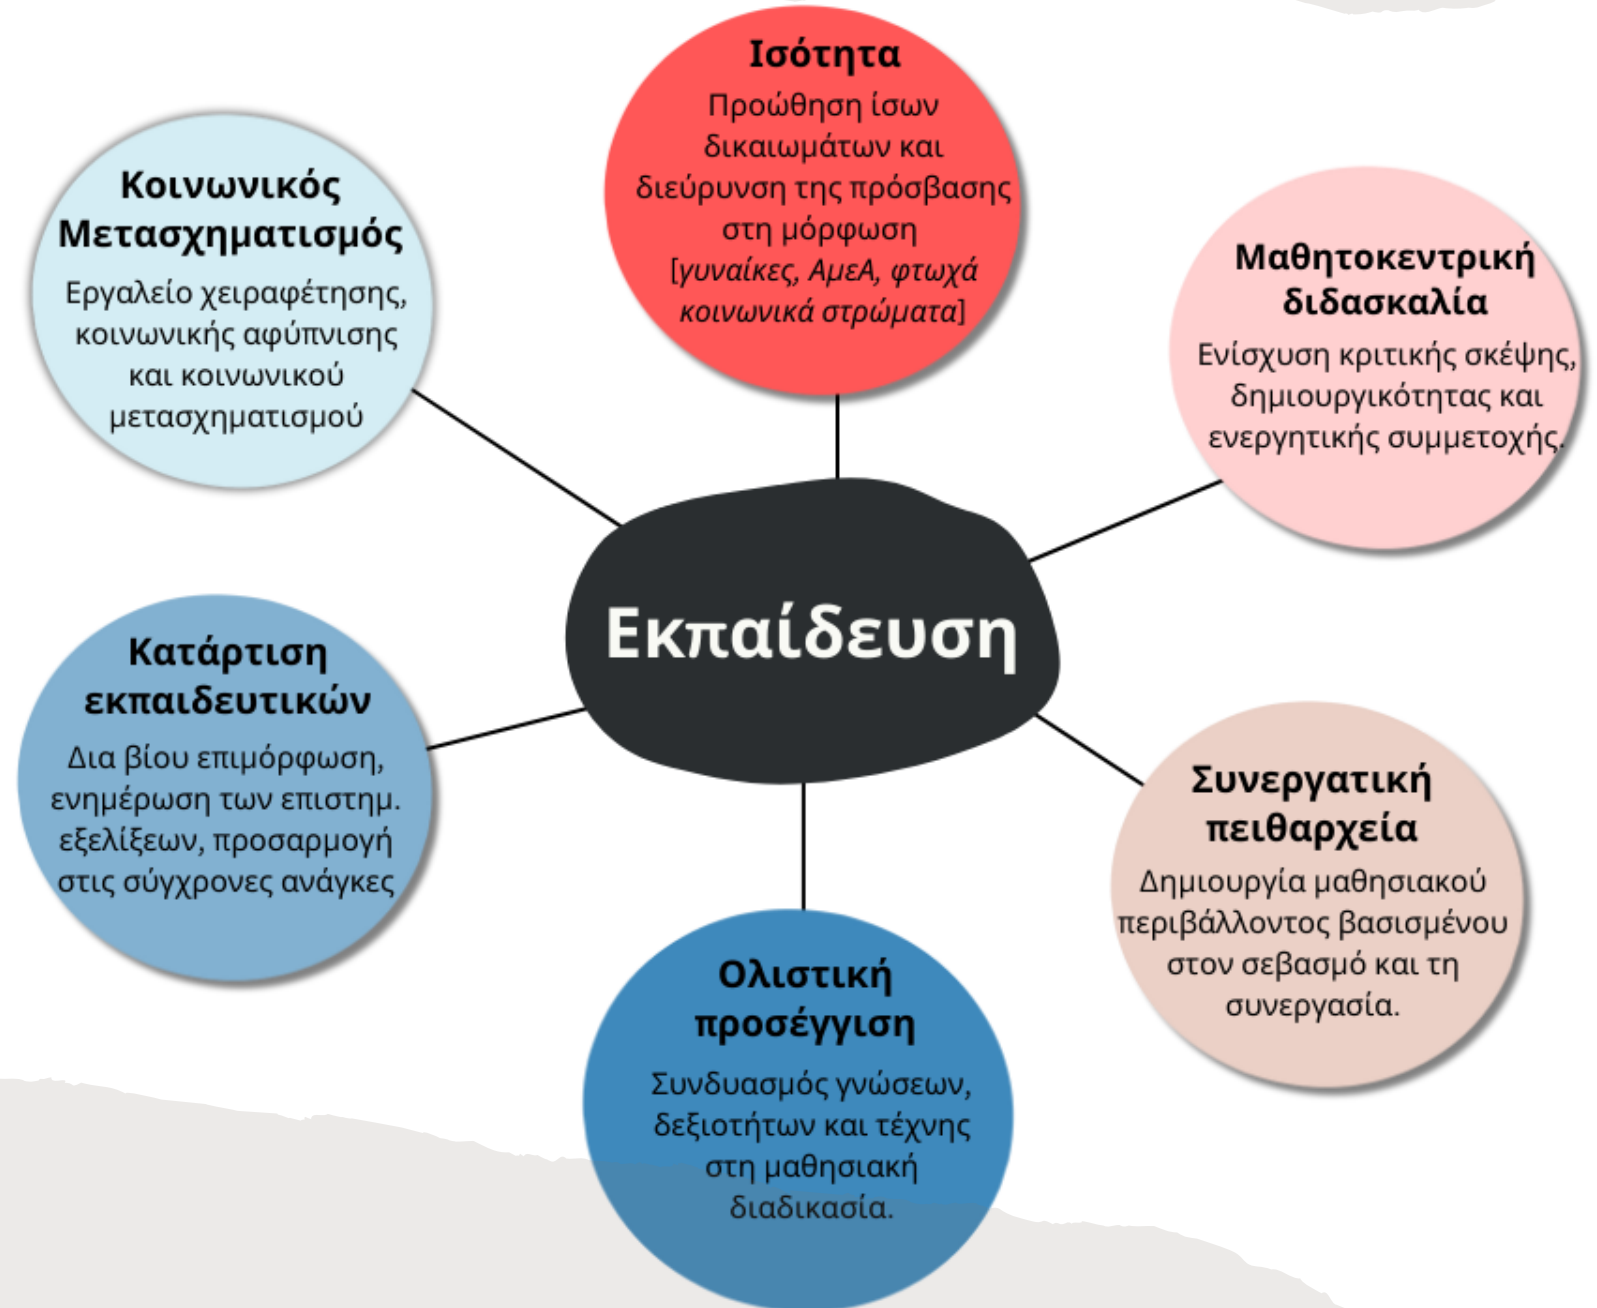 Ισότητα
Προώθηση ίσων
δικαιωμάτων και
διεύρυνση της πρόσβασης
στη μόρφωση
[γυναίκες, ΑμεΑ, φτωχά
κοινωνικά στρώματα]
Κοινωνικός
Μετασχηματισμός
Εργαλείο χειραφέτησης,
κοινωνικής αφύπνισης
και κοινωνικού
μετασχηματισμού
Μαθητοκεντρική
διδασκαλία
Ενίσχυση κριτικής σκέψης,
δημιουργικότητας και
ενεργητικής συμμετοχής.
Εκπαίδευση
Κατάρτιση
εκπαιδευτικών
Δια βίου επιμόρφωση,
ενημέρωση των επιστημ.
εξελίξεων, προσαρμογή
στις σύγχρονες ανάγκες
Συνεργατική
πειθαρχεία
Δημιουργία μαθησιακού
περιβάλλοντος βασισμένου
στον σεβασμό και τη
συνεργασία.
Ολιστική
προσέγγιση
Συνδυασμός γνώσεων,
δεξιοτήτων και τέχνης
στη μαθησιακή
διαδικασία.